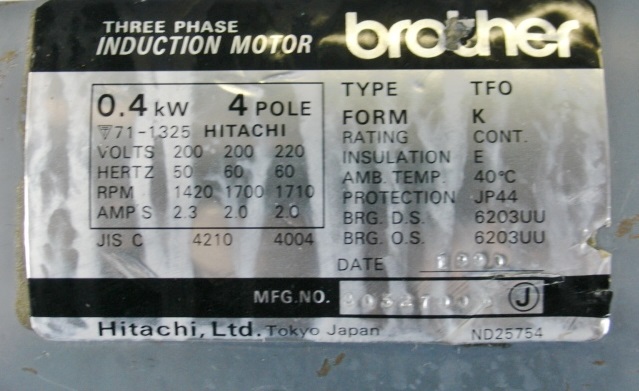 THREE PHASE
INDUCTION MOTOR
brother
0.4 kW 4 POLE
71-1325 HITACHI
VOLTS 200 200 220
HERTZ 50 60 60
RPM 1420 1700 1710
AMP'S 2.3 2.0 2.0
JIS C 4210 4004
TYPE TFO
FORM K
RATING CONT.
INSULATION E
AMB. TEMP. 40°C
PROTECTION JP44
BRG. D.S. 6203UU
BRG. O.S. 6203UU
DATE 1990
MFG.NO. J
Hitachi, Ltd. Tokyo Japan
ND25754